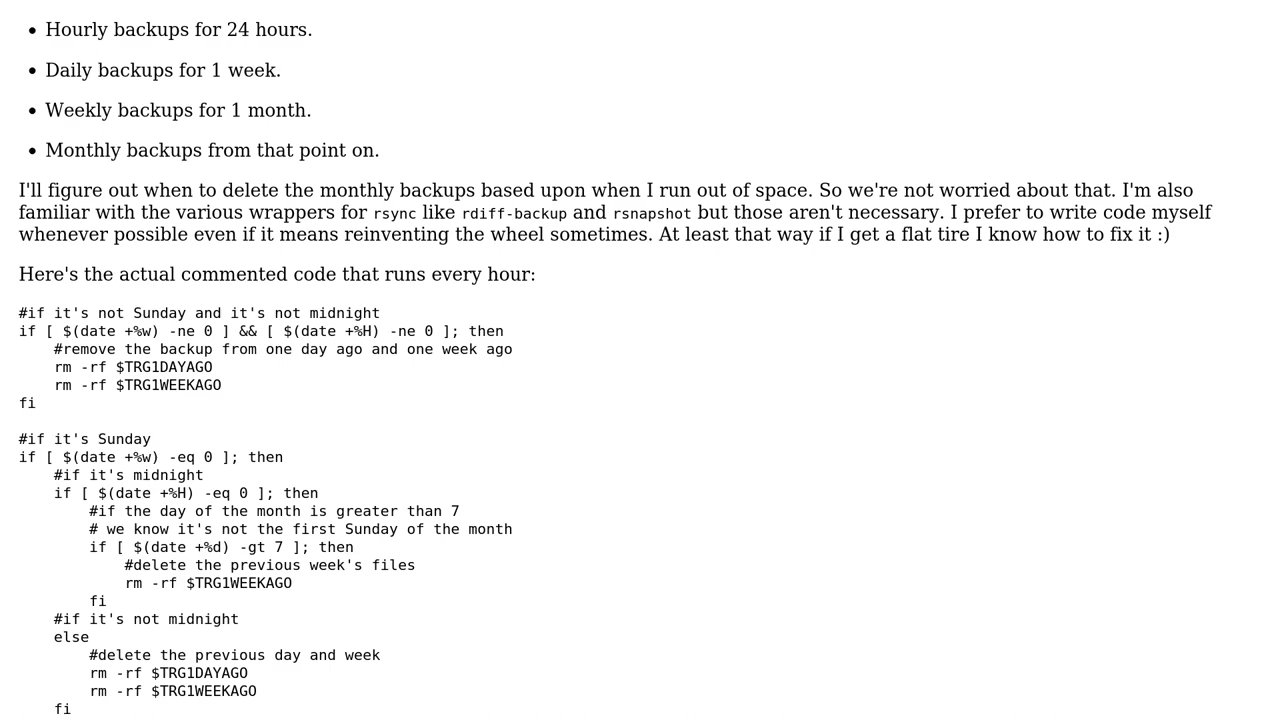 • Hourly backups for 24 hours.
• Daily backups for 1 week.
• Weekly backups for 1 month.
• Monthly backups from that point on.
I'll figure out when to delete the monthly backups based upon when I run out of space. So we're not worried about that. I'm also
familiar with the various wrappers for rsync like rdiff-backup and rsnapshot but those aren't necessary. I prefer to write code myself
whenever possible even if it means reinventing the wheel sometimes. At least that way if I get a flat tire I know how to fix it :)
Here's the actual commented code that runs every hour:
#if it's not Sunday and it's not midnight
if [ $(date +%w) -ne 0 ] && [ $(date +%H) -ne 0 ]; then
    #remove the backup from one day ago and one week ago
    rm -rf $TRG1DAYAGO
    rm -rf $TRG1WEEKAGO
fi
#if it's Sunday
if [ $(date +%w) -eq 0 ]; then
    #if it's midnight
    if [ $(date +%H) -eq 0 ]; then
        #if the day of the month is greater than 7
        # we know it's not the first Sunday of the month
        if [ $(date +%d) -gt 7 ]; then
            #delete the previous week's files
            rm -rf $TRG1WEEKAGO
        fi
    #if it's not midnight
    else
        #delete the previous day and week
        rm -rf $TRG1DAYAGO
        rm -rf $TRG1WEEKAGO
    fi